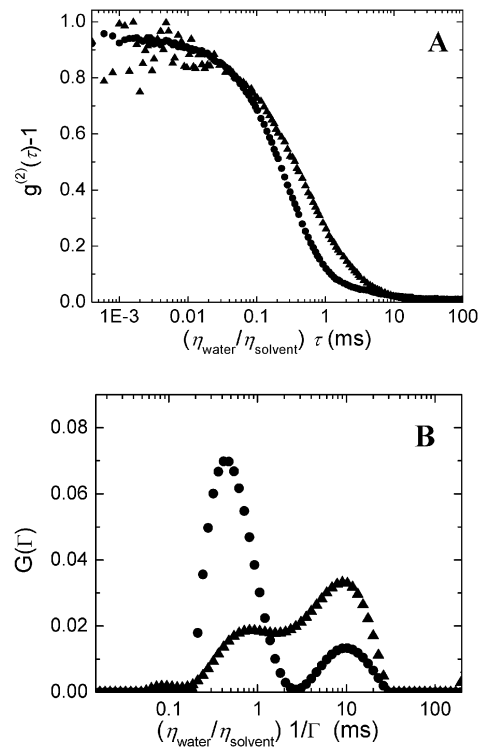 A
1.0
0.8
0.6
0.4
0.2
0.0
g(2)(τ)-1
1E-3 0.01 0.1 1 10 100
(ηwater/ηsolvent) τ (ms)
B
0.08
0.06
0.04
0.02
0.00
G(Γ)
0.1 1 10 100
(ηwater/ηsolvent) 1/Γ (ms)